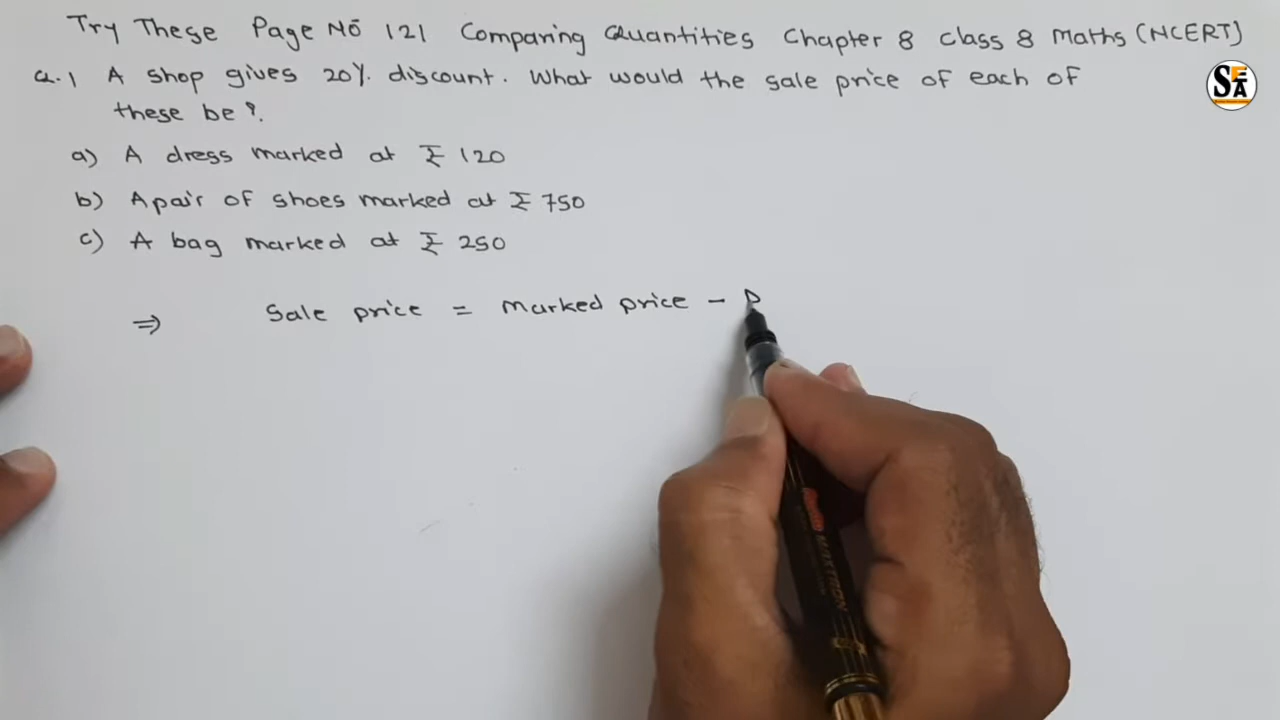 Try These Page No 121 Comparing Quantities Chapter 8 class 8 Maths (NCERT)
Q.1 A shop gives 20% discount. What would the sale price of each of
these be?
a) A dress marked at ₹ 120
b) A pair of shoes marked at ₹ 750
c) A bag marked at ₹ 250
⇒ Sale price = Marked price - D
SFTA
MAXTRON